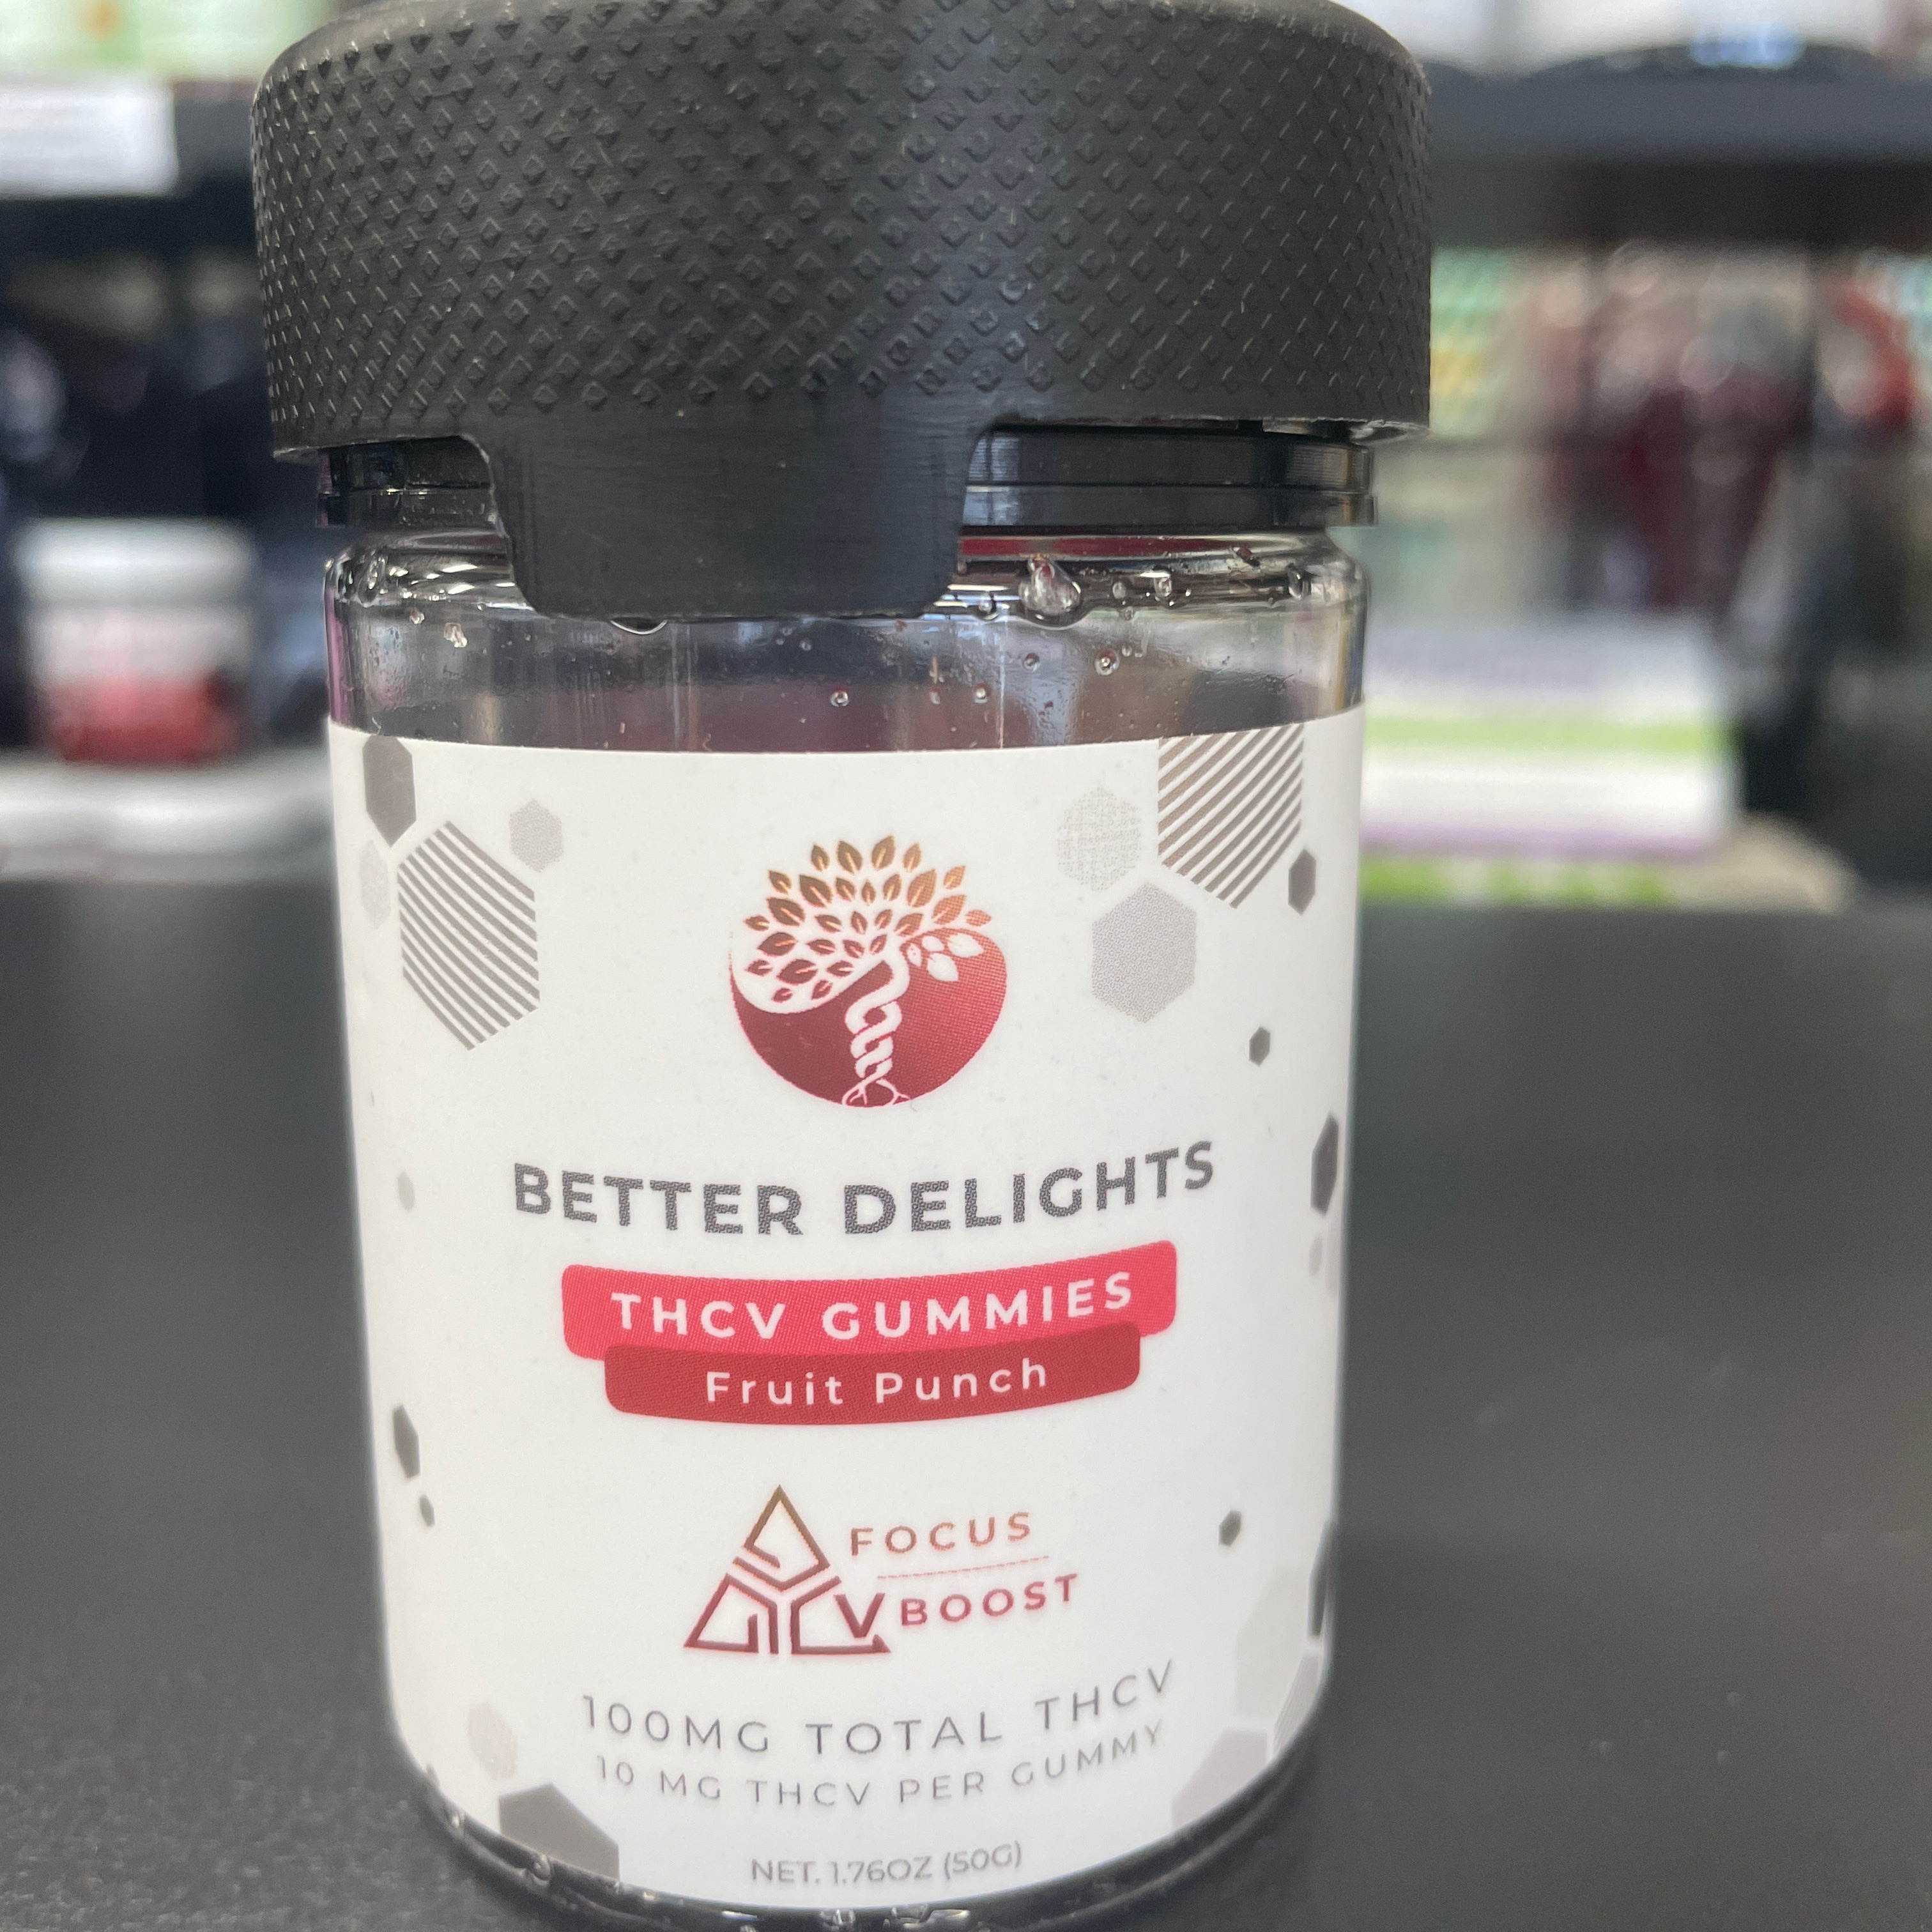 BETTER DELIGHTS
THCV GUMMIES
Fruit Punch
FOCUS
V BOOST
100MG TOTAL THCV
10 MG THCV PER GUMMY
NET. 1.76OZ (50G)